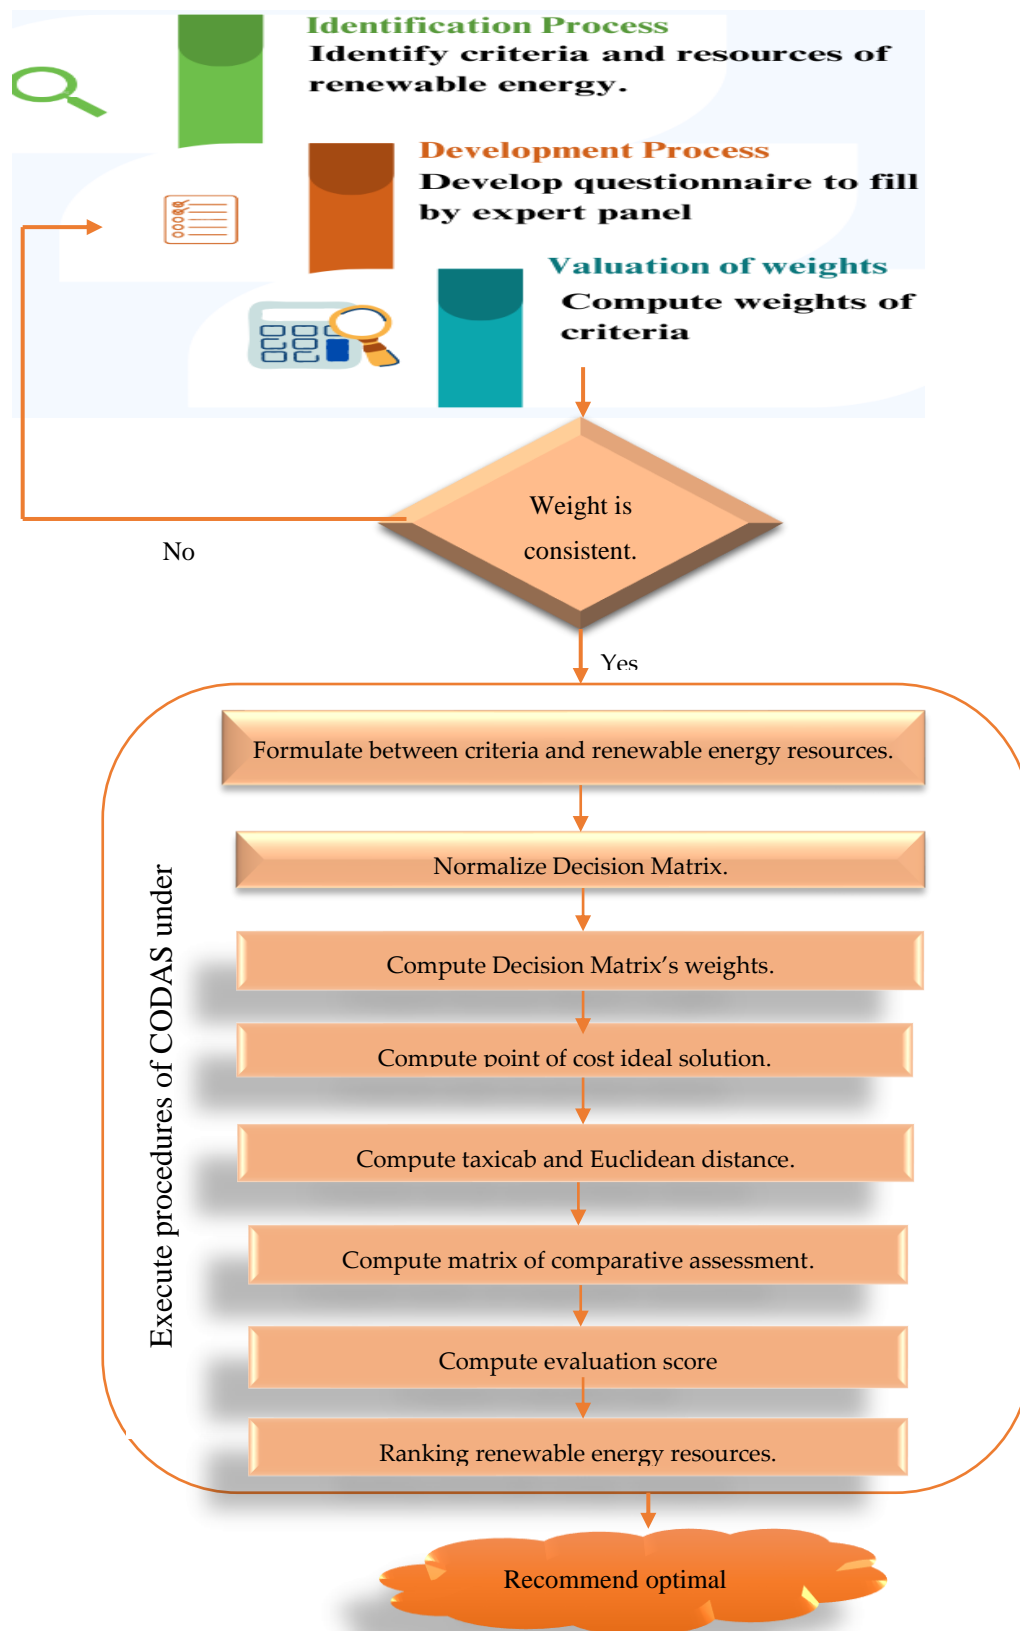 Identification Process
Identify criteria and resources of
renewable energy.
Development Process
Develop questionnaire to fill
by expert panel
Valuation of weights
Compute weights of
criteria
Weight is
consistent.
No
Yes
Formulate between criteria and renewable energy resources.
Normalize Decision Matrix.
Compute Decision Matrix’s weights.
Compute point of cost ideal solution.
Compute taxicab and Euclidean distance.
Compute matrix of comparative assessment.
Compute evaluation score
Ranking renewable energy resources.
Execute procedures of CODAS under
Recommend optimal